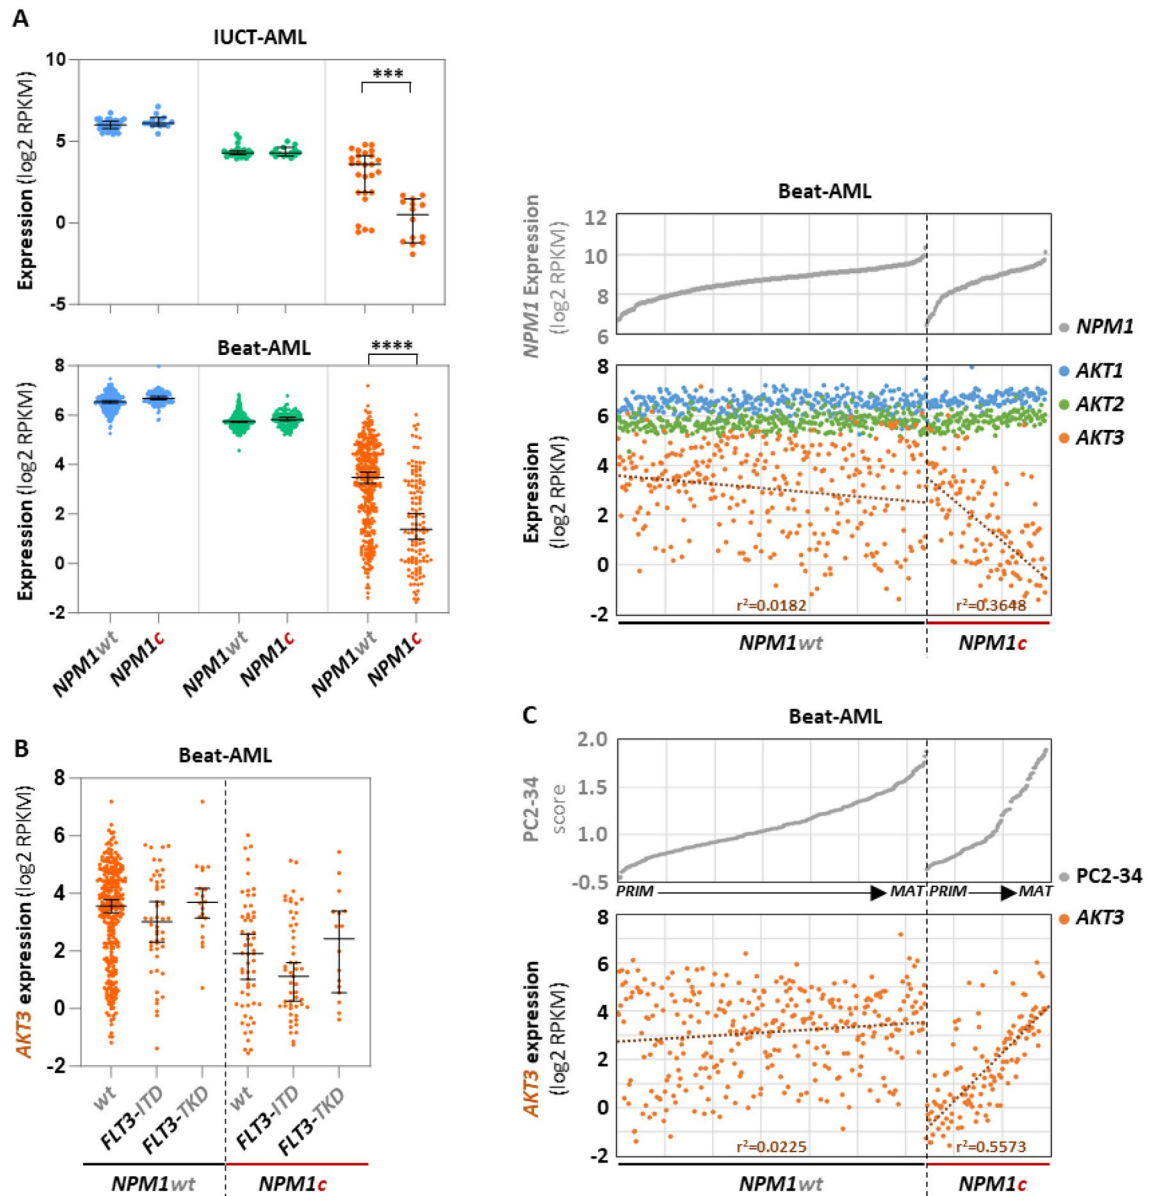 A
IUCT-AML
Expression (log2 RPKM)
10
5
0
-5
***
Beat-AML
Expression (log2 RPKM)
8
6
4
2
0
-2
****
NPM1wt
NPM1c
NPM1wt
NPM1c
NPM1wt
NPM1c
Beat-AML
NPM1 Expression
(log2 RPKM)
12
10
8
6
NPM1
Expression
(log2 RPKM)
8
6
4
2
0
-2
AKT1
AKT2
AKT3
r²=0.0182
r²=0.3648
NPM1wt
NPM1c
B
Beat-AML
AKT3 expression (log2 RPKM)
8
6
4
2
0
-2
wt
FLT3-ITD
FLT3-TKD
wt
FLT3-ITD
FLT3-TKD
NPM1wt
NPM1c
C
Beat-AML
PC2-34
score
2.0
1.5
1.0
-0.5
PRIM
MAT
PRIM
MAT
PC2-34
AKT3
AKT3 expression
(log2 RPKM)
8
6
4
2
0
-2
r²=0.0225
r²=0.5573
NPM1wt
NPM1c